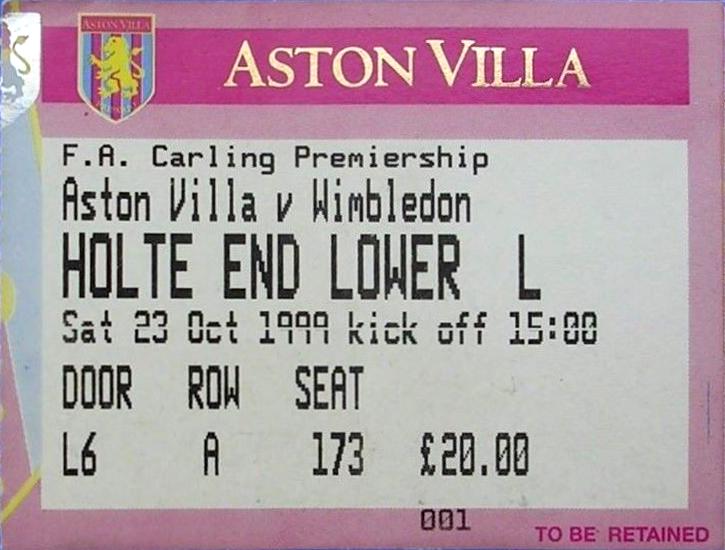 ASTON VILLA
ASTON VILLA
F.A. Carling Premiership
Aston Villa v Wimbledon
HOLTE END LOWER L
Sat 23 Oct 1999 kick off 15:00
DOOR ROW SEAT
L6 A 173 £20.00
001
TO BE RETAINED